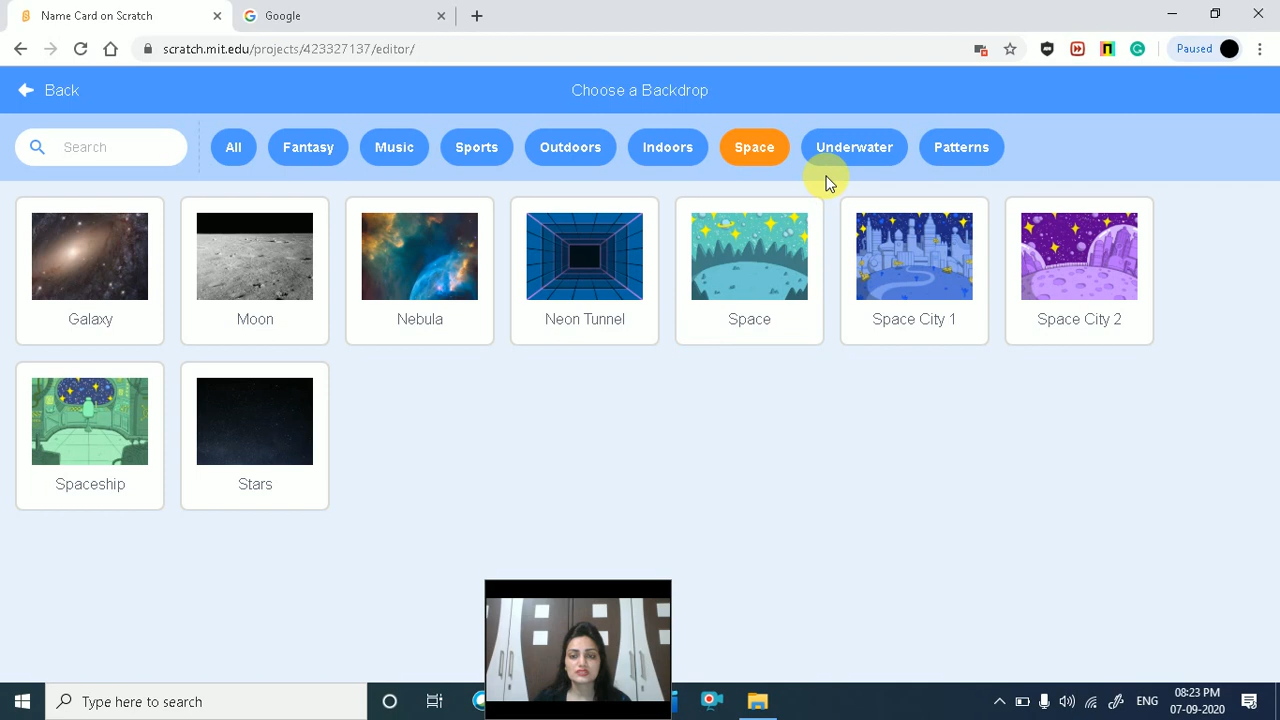 Name Card on Scratch
Google
scratch.mit.edu/projects/423327137/editor/
Paused
Back
Choose a Backdrop
Search
All
Fantasy
Music
Sports
Outdoors
Indoors
Space
Underwater
Patterns
Galaxy
Moon
Nebula
Neon Tunnel
Space
Space City 1
Space City 2
Spaceship
Stars
Type here to search
ENG
08:23 PM
07-09-2020